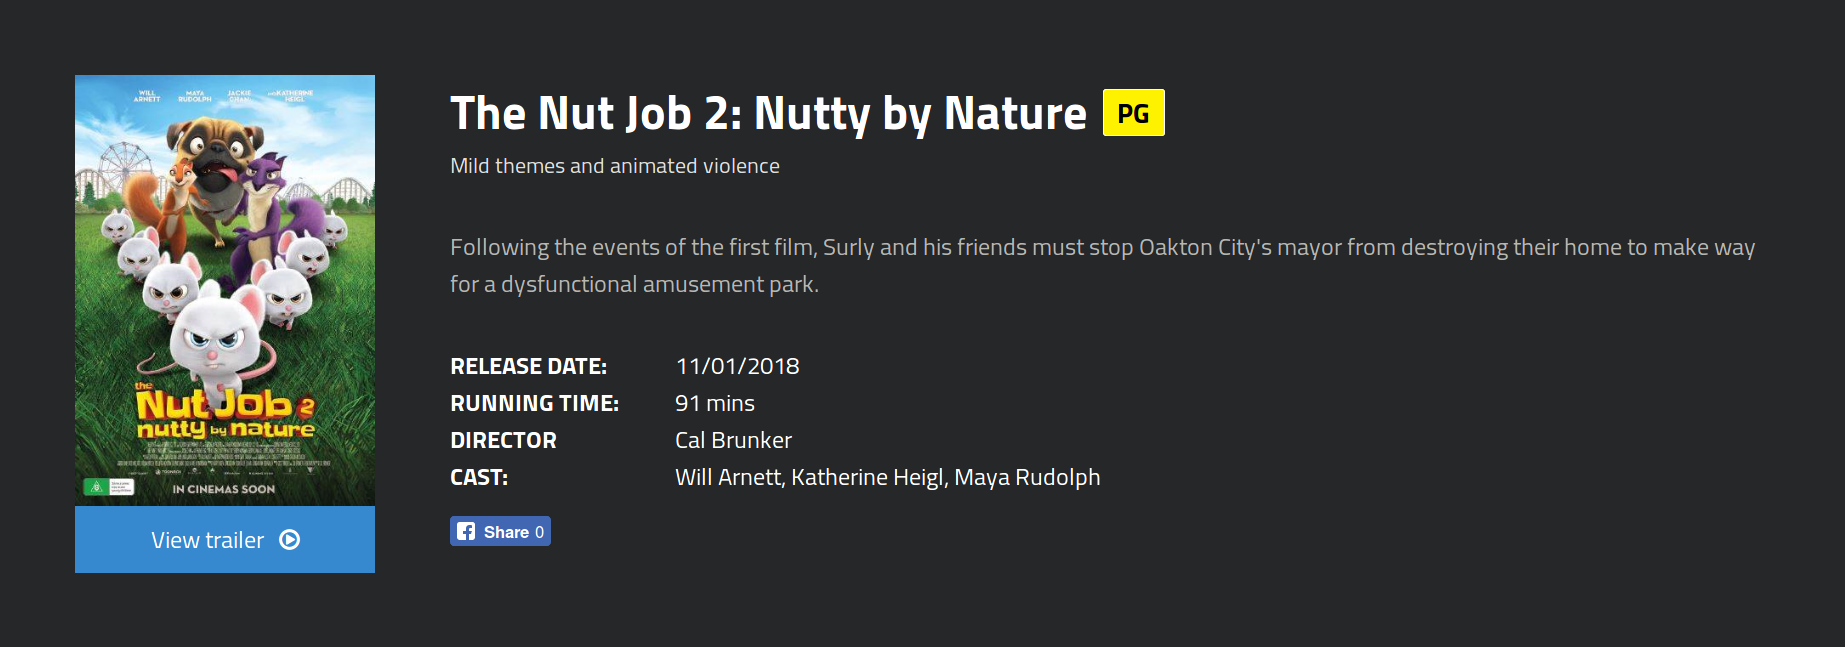 WILL ARNETT
MAYA RUDOLPH
JACKIE CHAN
AND KATHERINE HEIGL
the
Nut Job 2
nutty by nature
IN CINEMAS SOON
View trailer
The Nut Job 2: Nutty by Nature PG
Mild themes and animated violence
Following the events of the first film, Surly and his friends must stop Oakton City's mayor from destroying their home to make way
for a dysfunctional amusement park.
RELEASE DATE: 11/01/2018
RUNNING TIME: 91 mins
DIRECTOR Cal Brunker
CAST: Will Arnett, Katherine Heigl, Maya Rudolph
Share 0